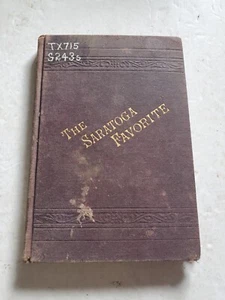 TX715
S243s
THE
SARATOGA
FAVORITE